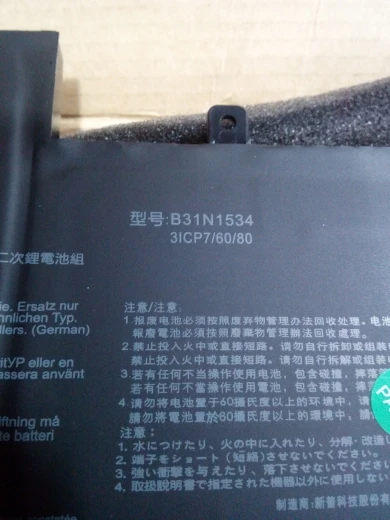 型号:B31N1534
3ICP7/60/80
二次鋰電池組
注意/注意:
ie. Ersatz nur
hnlichen Typ.
llers. (German)
1. 报废电池必须按照废弃物管理办法回收处理。电池
報廢電池必須按照廢棄物管理辦法回收處理。
2. 禁止投入火中或直接短路。请勿自行拆卸或组装
禁止投入火中或直接短路。請勿自行拆解或組裝
3. 若有任何不当操作使用电池，包含碰撞，摔落
若有任何不當操作使用電池，包含碰撞，摔
4. 请勿将电池置于60摄氏度以上的环境中，请
請勿將電池置於60攝氏度以上的環境中，請
ritYP eller en
assera använt
注意：
1. 水につけたり、火の中に入れたり、分解・改造
2. 端子をショート(短絡)させないでください。
3. 強い衝撃を与えたり、落下させないでください
4. 取扱説明書で指定された機器以外に使用しない
iftning må
te batteri
制造商: 新普科技股份有